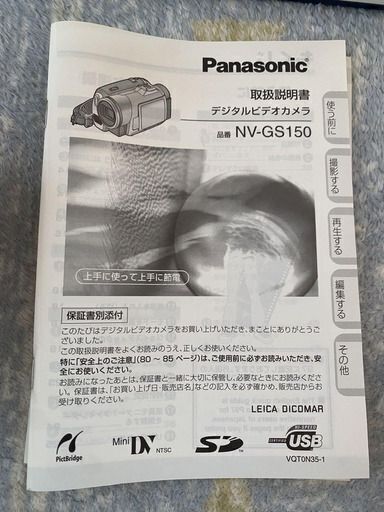 Panasonic
取扱説明書
デジタルビデオカメラ
品番 NV-GS150
使う前に
撮影する
再生する
編集する
その他
上手に使って上手に節電
保証書別添付
このたびはデジタルビデオカメラをお買い上げいただき、まことにありがとうございました。
この取扱説明書をよくお読みのうえ、正しくお使いください。
特に「安全上のご注意」(80 ~ 85 ページ)は、ご使用前に必ずお読みいただき、安全にお使いください。
お読みになったあとは、保証書と一緒に大切に保管し、必要なときにお読みください。
保証書は、「お買い上げ日・販売店名」などの記入を必ず確かめ、販売店からお受け取りください。
LEICA DICOMAR
PictBridge
Mini DV NTSC
SD
HI-SPEED CERTIFIED USB
VQT0N35-1